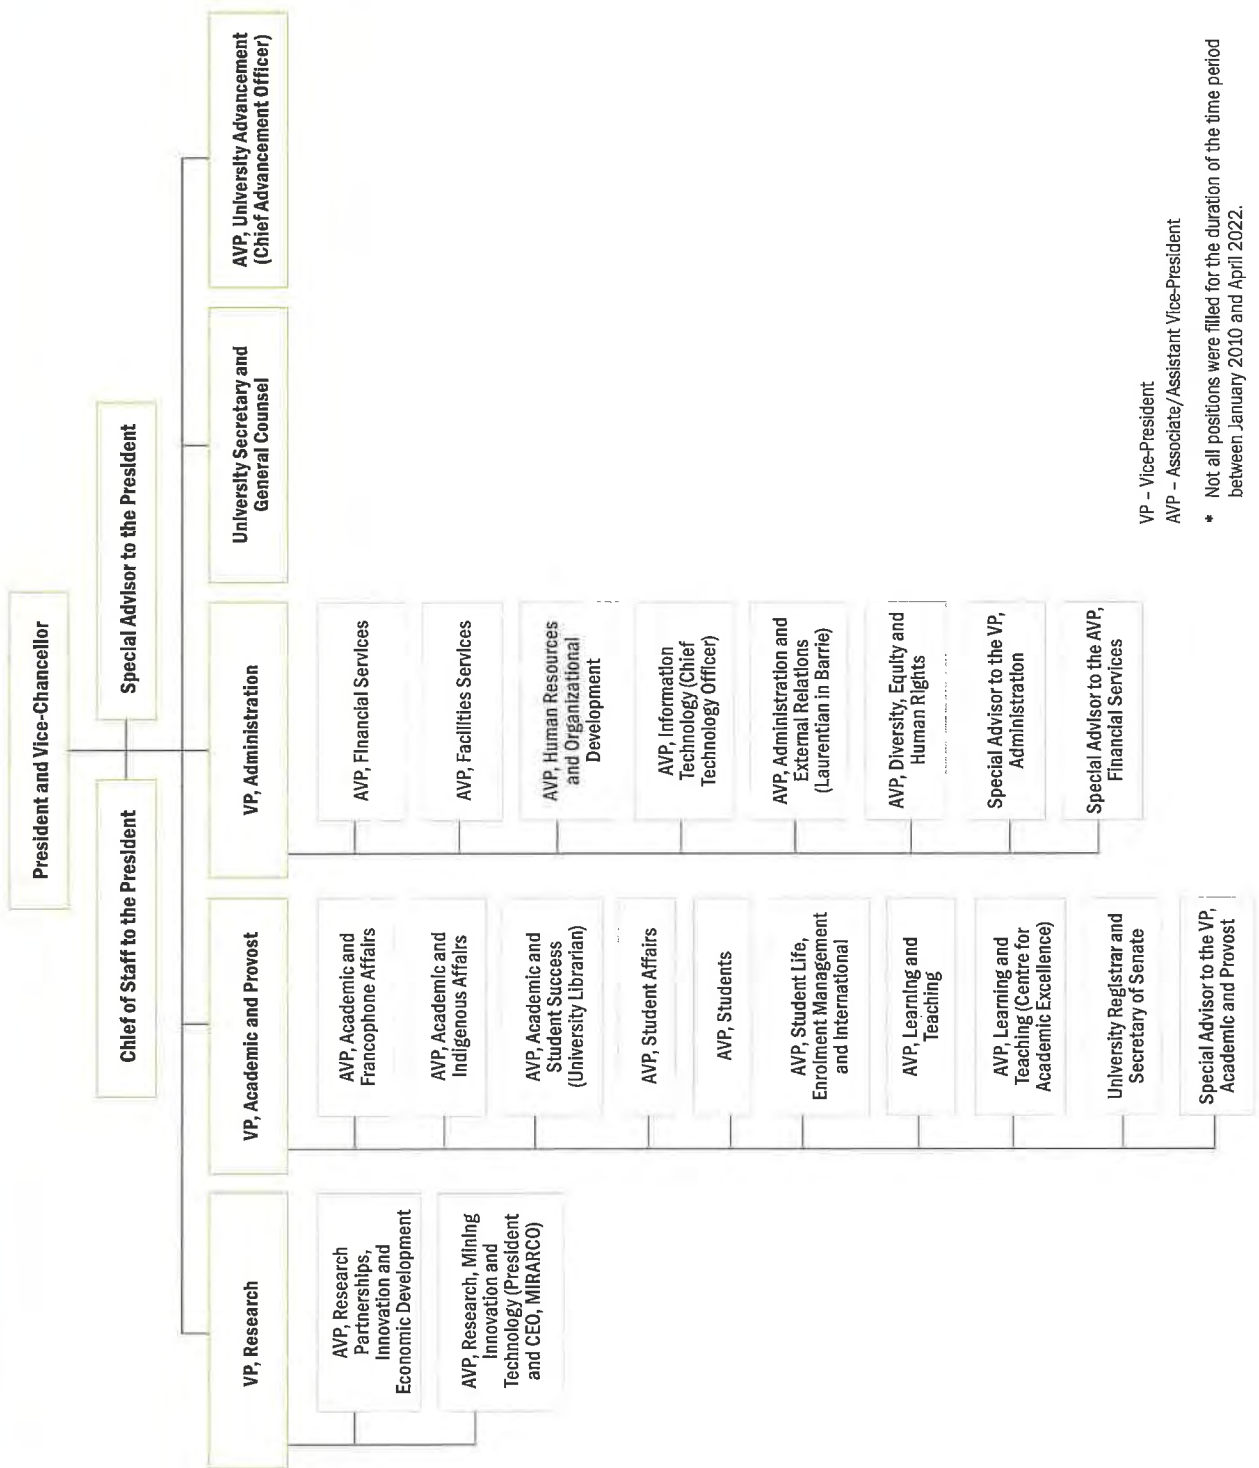 President and Vice-Chancellor
Chief of Staff to the President
Special Advisor to the President
VP, Research
AVP, Research
Partnerships,
Innovation and
Economic Development
AVP, Research, Mining
Innovation and
Technology (President
and CEO, MIRARCO)
VP, Academic and Provost
AVP, Academic and
Francophone Affairs
AVP, Academic and
Indigenous Affairs
AVP, Academic and
Student Success
(University Librarian)
AVP, Student Affairs
AVP, Students
AVP, Student Life,
Enrolment Management
and International
AVP, Learning and
Teaching
AVP, Learning and
Teaching (Centre for
Academic Excellence)
University Registrar and
Secretary of Senate
Special Advisor to the VP,
Academic and Provost
VP, Administration
AVP, Financial Services
AVP, Facilities Services
AVP, Human Resources
and Organizational
Development
AVP, Information
Technology (Chief
Technology Officer)
AVP, Administration and
External Relations
(Laurentian in Barrie)
AVP, Diversity, Equity and
Human Rights
Special Advisor to the VP,
Administration
Special Advisor to the AVP,
Financial Services
University Secretary and
General Counsel
AVP, University Advancement
(Chief Advancement Officer)
VP – Vice-President
AVP – Associate/Assistant Vice-President
* Not all positions were filled for the duration of the time period
between January 2010 and April 2022.